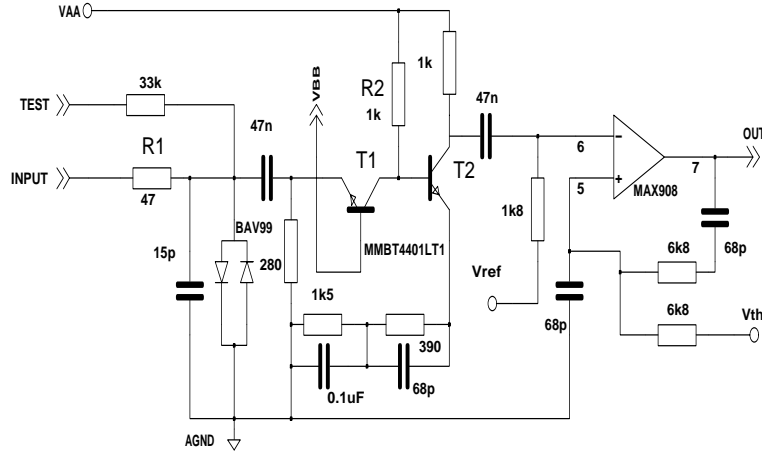 VAA
33k
TEST
VBB
R2
1k
1k
47n
47n
R1
T1
T2
OUT
INPUT
47
6
7
5
MAX908
BAV99
MMBT4401LT1
1k8
15p
280
68p
6k8
Vref
1k5
68p
6k8
Vth
390
0.1uF
68p
AGND